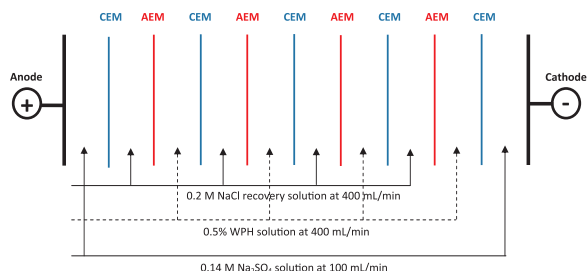 CEM AEM CEM AEM CEM AEM CEM AEM CEM
Anode
Cathode
+
-
0.2 M NaCl recovery solution at 400 mL/min
0.5% WPH solution at 400 mL/min
0.14 M Na₂SO₄ solution at 100 mL/min